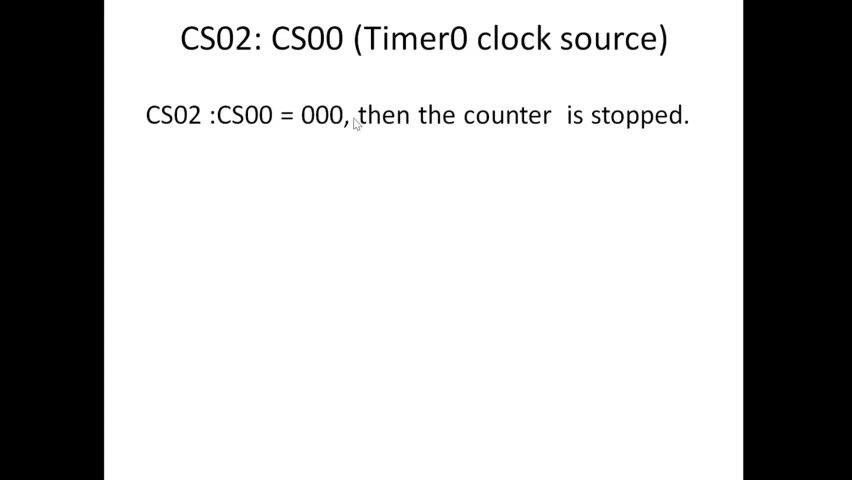 CS02: CS00 (Timer0 clock source)
CS02 :CS00 = 000, then the counter  is stopped.